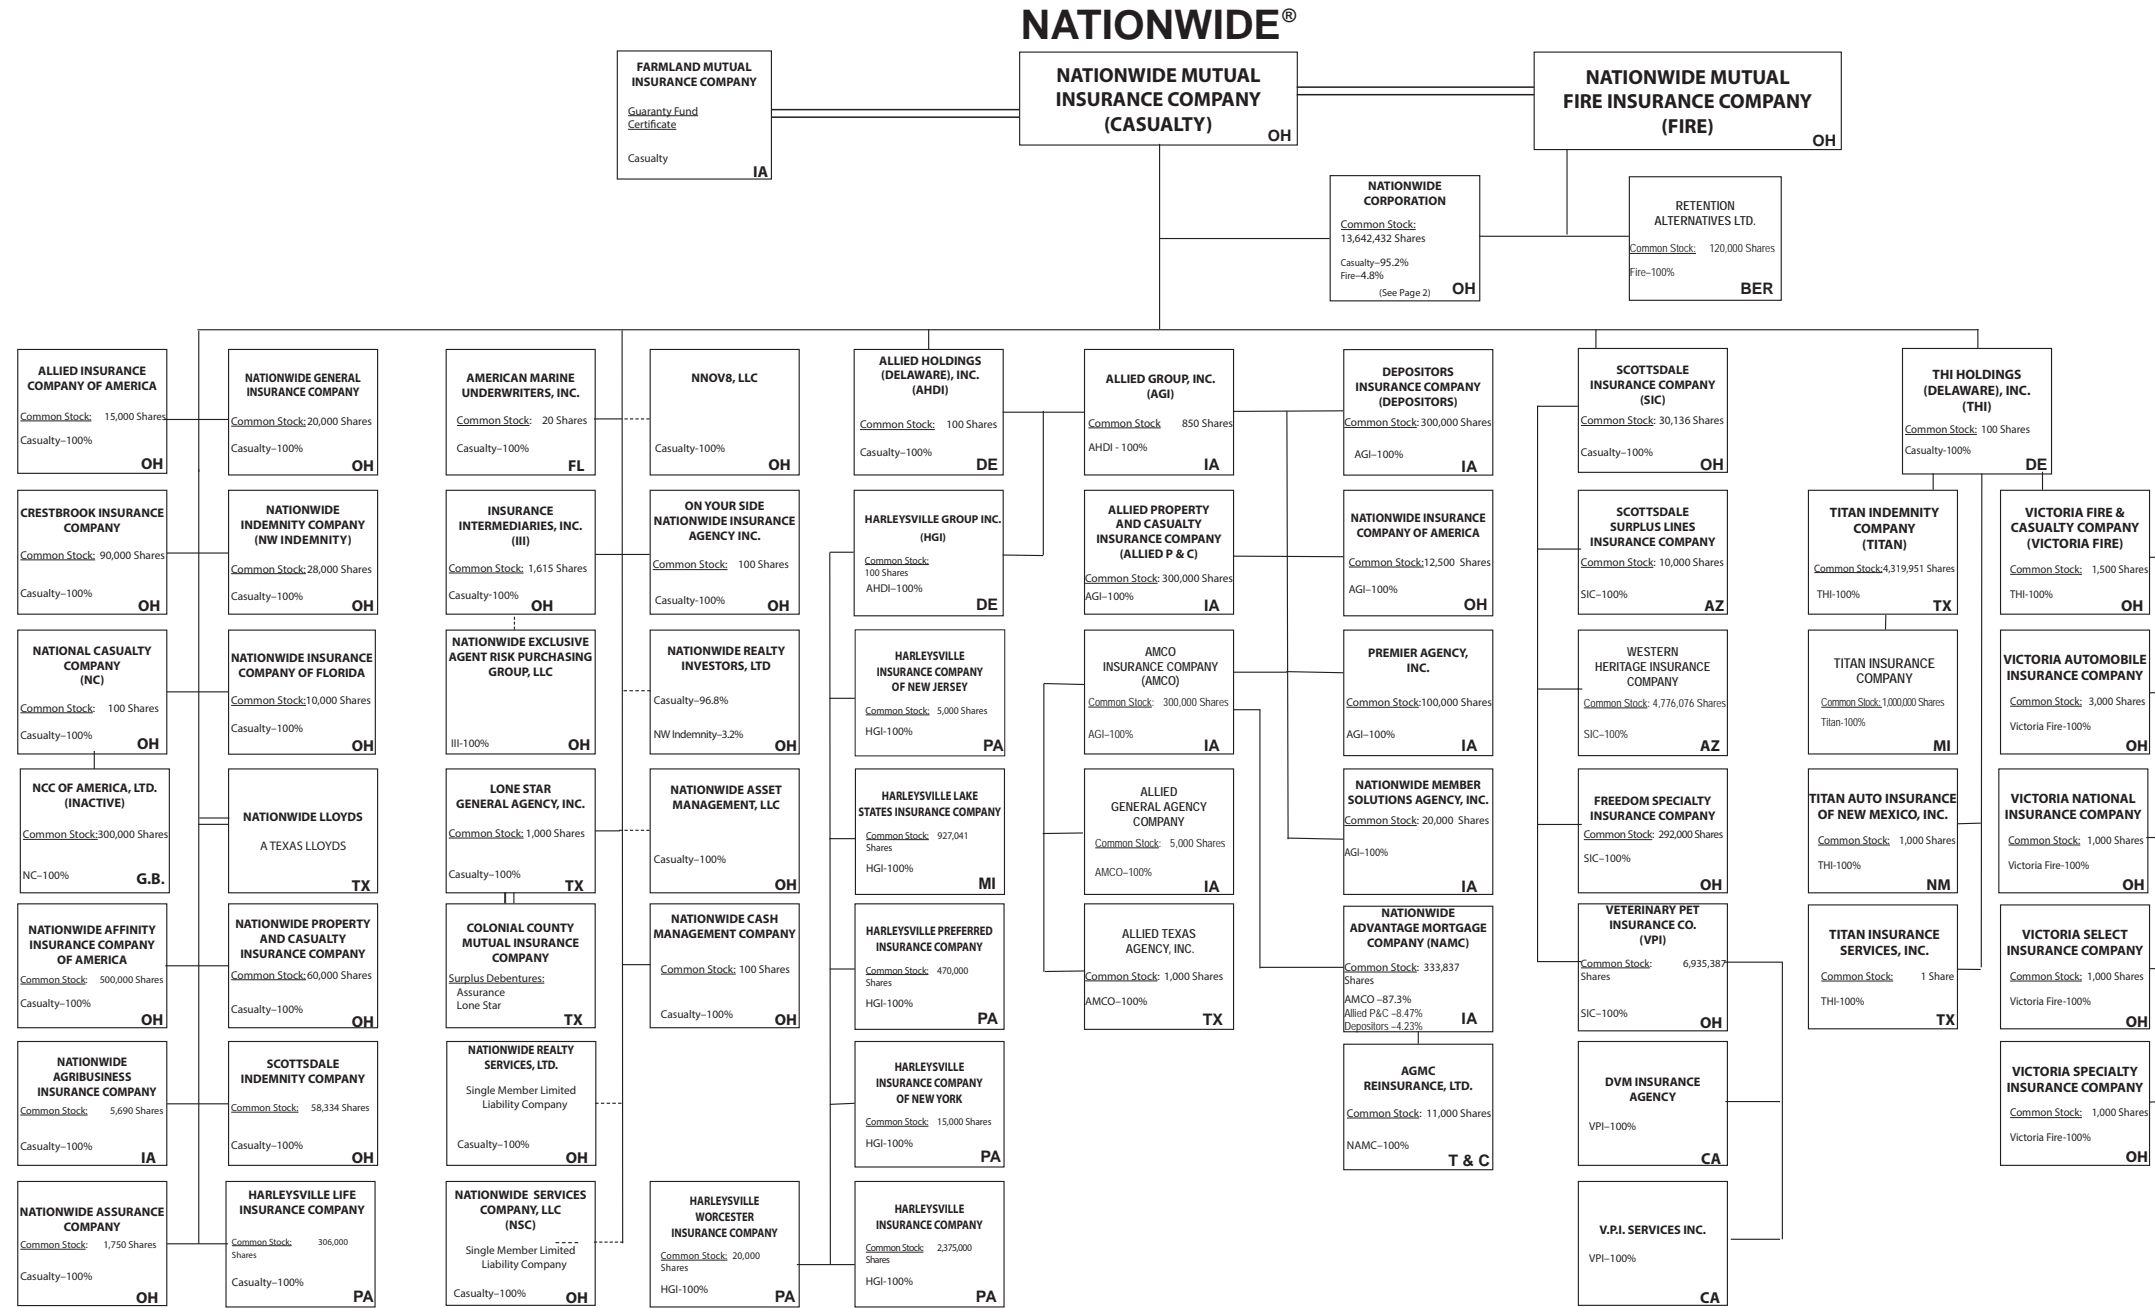 NATIONWIDE®
FARMLAND MUTUAL
INSURANCE COMPANY
Guaranty Fund
Certificate
Casualty
IA
NATIONWIDE MUTUAL
INSURANCE COMPANY
(CASUALTY)
OH
NATIONWIDE MUTUAL
FIRE INSURANCE COMPANY
(FIRE)
OH
NATIONWIDE
CORPORATION
Common Stock:
13,642,432 Shares
Casualty–95.2%
Fire–4.8%
(See Page 2)
OH
RETENTION
ALTERNATIVES LTD.
Common Stock: 120,000 Shares
Fire–100%
BER
ALLIED INSURANCE
COMPANY OF AMERICA
Common Stock: 15,000 Shares
Casualty–100%
OH
CRESTBROOK INSURANCE
COMPANY
Common Stock: 90,000 Shares
Casualty–100%
OH
NATIONAL CASUALTY
COMPANY
(NC)
Common Stock: 100 Shares
Casualty–100%
OH
NCC OF AMERICA, LTD.
(INACTIVE)
Common Stock:300,000 Shares
NC–100%
G.B.
NATIONWIDE AFFINITY
INSURANCE COMPANY
OF AMERICA
Common Stock: 500,000 Shares
Casualty–100%
OH
NATIONWIDE
AGRIBUSINESS
INSURANCE COMPANY
Common Stock: 5,690 Shares
Casualty–100%
IA
NATIONWIDE ASSURANCE
COMPANY
Common Stock: 1,750 Shares
Casualty–100%
OH
NATIONWIDE GENERAL
INSURANCE COMPANY
Common Stock:20,000 Shares
Casualty–100%
OH
NATIONWIDE
INDEMNITY COMPANY
(NW INDEMNITY)
Common Stock:28,000 Shares
Casualty–100%
OH
NATIONWIDE INSURANCE
COMPANY OF FLORIDA
Common Stock:10,000 Shares
Casualty–100%
OH
NATIONWIDE LLOYDS
A TEXAS LLOYDS
TX
NATIONWIDE PROPERTY
AND CASUALTY
INSURANCE COMPANY
Common Stock:60,000 Shares
Casualty–100%
OH
SCOTTSDALE
INDEMNITY COMPANY
Common Stock: 58,334 Shares
Casualty–100%
OH
HARLEYSVILLE LIFE
INSURANCE COMPANY
Common Stock: 306,000
Shares
Casualty–100%
PA
AMERICAN MARINE
UNDERWRITERS, INC.
Common Stock: 20 Shares
Casualty–100%
FL
INSURANCE
INTERMEDIARIES, INC.
(III)
Common Stock: 1,615 Shares
Casualty-100%
OH
NATIONWIDE EXCLUSIVE
AGENT RISK PURCHASING
GROUP, LLC
III-100%
OH
LONE STAR
GENERAL AGENCY, INC.
Common Stock: 1,000 Shares
Casualty–100%
TX
COLONIAL COUNTY
MUTUAL INSURANCE
COMPANY
Surplus Debentures:
Assurance
Lone Star
TX
NATIONWIDE REALTY
SERVICES, LTD.
Single Member Limited
Liability Company
Casualty–100%
OH
NATIONWIDE SERVICES
COMPANY, LLC
(NSC)
Single Member Limited
Liability Company
Casualty–100%
OH
NNOV8, LLC
Casualty-100%
OH
ON YOUR SIDE
NATIONWIDE INSURANCE
AGENCY INC.
Common Stock: 100 Shares
Casualty-100%
OH
NATIONWIDE REALTY
INVESTORS, LTD
Casualty–96.8%
NW Indemnity–3.2%
OH
NATIONWIDE ASSET
MANAGEMENT, LLC
Casualty–100%
OH
NATIONWIDE CASH
MANAGEMENT COMPANY
Common Stock: 100 Shares
Casualty–100%
OH
HARLEYSVILLE
WORCESTER
INSURANCE COMPANY
Common Stock: 20,000
Shares
HGI-100%
PA
ALLIED HOLDINGS
(DELAWARE), INC.
(AHDI)
Common Stock: 100 Shares
Casualty–100%
DE
HARLEYSVILLE GROUP INC.
(HGI)
Common Stock:
100 Shares
AHDI–100%
DE
HARLEYSVILLE
INSURANCE COMPANY
OF NEW JERSEY
Common Stock: 5,000 Shares
HGI-100%
PA
HARLEYSVILLE LAKE
STATES INSURANCE COMPANY
Common Stock: 927,041
Shares
HGI-100%
MI
HARLEYSVILLE PREFERRED
INSURANCE COMPANY
Common Stock: 470,000
Shares
HGI-100%
PA
HARLEYSVILLE
INSURANCE COMPANY
OF NEW YORK
Common Stock: 15,000 Shares
HGI-100%
PA
HARLEYSVILLE
INSURANCE COMPANY
Common Stock: 2,375,000
Shares
HGI-100%
PA
ALLIED GROUP, INC.
(AGI)
Common Stock 850 Shares
AHDI - 100%
IA
ALLIED PROPERTY
AND CASUALTY
INSURANCE COMPANY
(ALLIED P & C)
Common Stock: 300,000 Shares
AGI–100%
IA
AMCO
INSURANCE COMPANY
(AMCO)
Common Stock: 300,000 Shares
AGI–100%
IA
ALLIED
GENERAL AGENCY
COMPANY
Common Stock: 5,000 Shares
AMCO–100%
IA
ALLIED TEXAS
AGENCY, INC.
Common Stock: 1,000 Shares
AMCO–100%
TX
DEPOSITORS
INSURANCE COMPANY
(DEPOSITORS)
Common Stock: 300,000 Shares
AGI–100%
IA
NATIONWIDE INSURANCE
COMPANY OF AMERICA
Common Stock:12,500 Shares
AGI–100%
OH
PREMIER AGENCY,
INC.
Common Stock:100,000 Shares
AGI–100%
IA
NATIONWIDE MEMBER
SOLUTIONS AGENCY, INC.
Common Stock: 20,000 Shares
AGI–100%
IA
NATIONWIDE
ADVANTAGE MORTGAGE
COMPANY (NAMC)
Common Stock: 333,837
Shares
AMCO –87.3%
Allied P&C –8.47%
Depositors –4.23%
IA
AGMC
REINSURANCE, LTD.
Common Stock: 11,000 Shares
NAMC–100%
T & C
SCOTTSDALE
INSURANCE COMPANY
(SIC)
Common Stock: 30,136 Shares
Casualty–100%
OH
SCOTTSDALE
SURPLUS LINES
INSURANCE COMPANY
Common Stock: 10,000 Shares
SIC–100%
AZ
WESTERN
HERITAGE INSURANCE
COMPANY
Common Stock: 4,776,076 Shares
SIC–100%
AZ
FREEDOM SPECIALTY
INSURANCE COMPANY
Common Stock: 292,000 Shares
SIC–100%
OH
VETERINARY PET
INSURANCE CO.
(VPI)
Common Stock: 6,935,387
Shares
SIC–100%
OH
DVM INSURANCE
AGENCY
VPI–100%
CA
V.P.I. SERVICES INC.
VPI–100%
CA
THI HOLDINGS
(DELAWARE), INC.
(THI)
Common Stock: 100 Shares
Casualty-100%
DE
TITAN INDEMNITY
COMPANY
(TITAN)
Common Stock:4,319,951 Shares
THI-100%
TX
TITAN INSURANCE
COMPANY
Common Stock: 1,000,000 Shares
Titan-100%
MI
TITAN AUTO INSURANCE
OF NEW MEXICO, INC.
Common Stock: 1,000 Shares
THI-100%
NM
TITAN INSURANCE
SERVICES, INC.
Common Stock: 1 Share
THI-100%
TX
VICTORIA FIRE &
CASUALTY COMPANY
(VICTORIA FIRE)
Common Stock: 1,500 Shares
THI-100%
OH
VICTORIA AUTOMOBILE
INSURANCE COMPANY
Common Stock: 3,000 Shares
Victoria Fire-100%
OH
VICTORIA NATIONAL
INSURANCE COMPANY
Common Stock: 1,000 Shares
Victoria Fire-100%
OH
VICTORIA SELECT
INSURANCE COMPANY
Common Stock: 1,000 Shares
Victoria Fire-100%
OH
VICTORIA SPECIALTY
INSURANCE COMPANY
Common Stock: 1,000 Shares
Victoria Fire-100%
OH